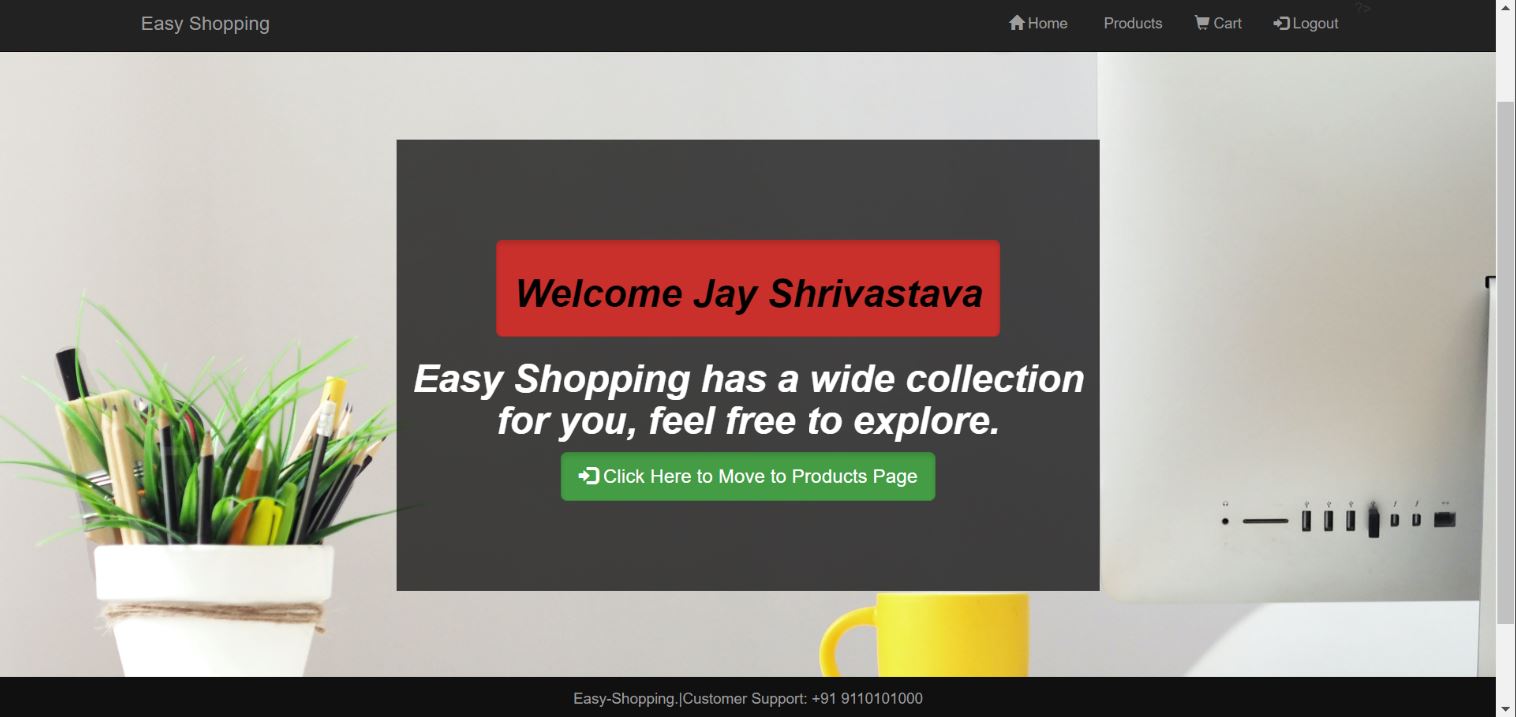 Easy Shopping
Home Products Cart Logout ?>
Welcome Jay Shrivastava
Easy Shopping has a wide collection
for you, feel free to explore.
Click Here to Move to Products Page
Easy-Shopping.|Customer Support: +91 9110101000